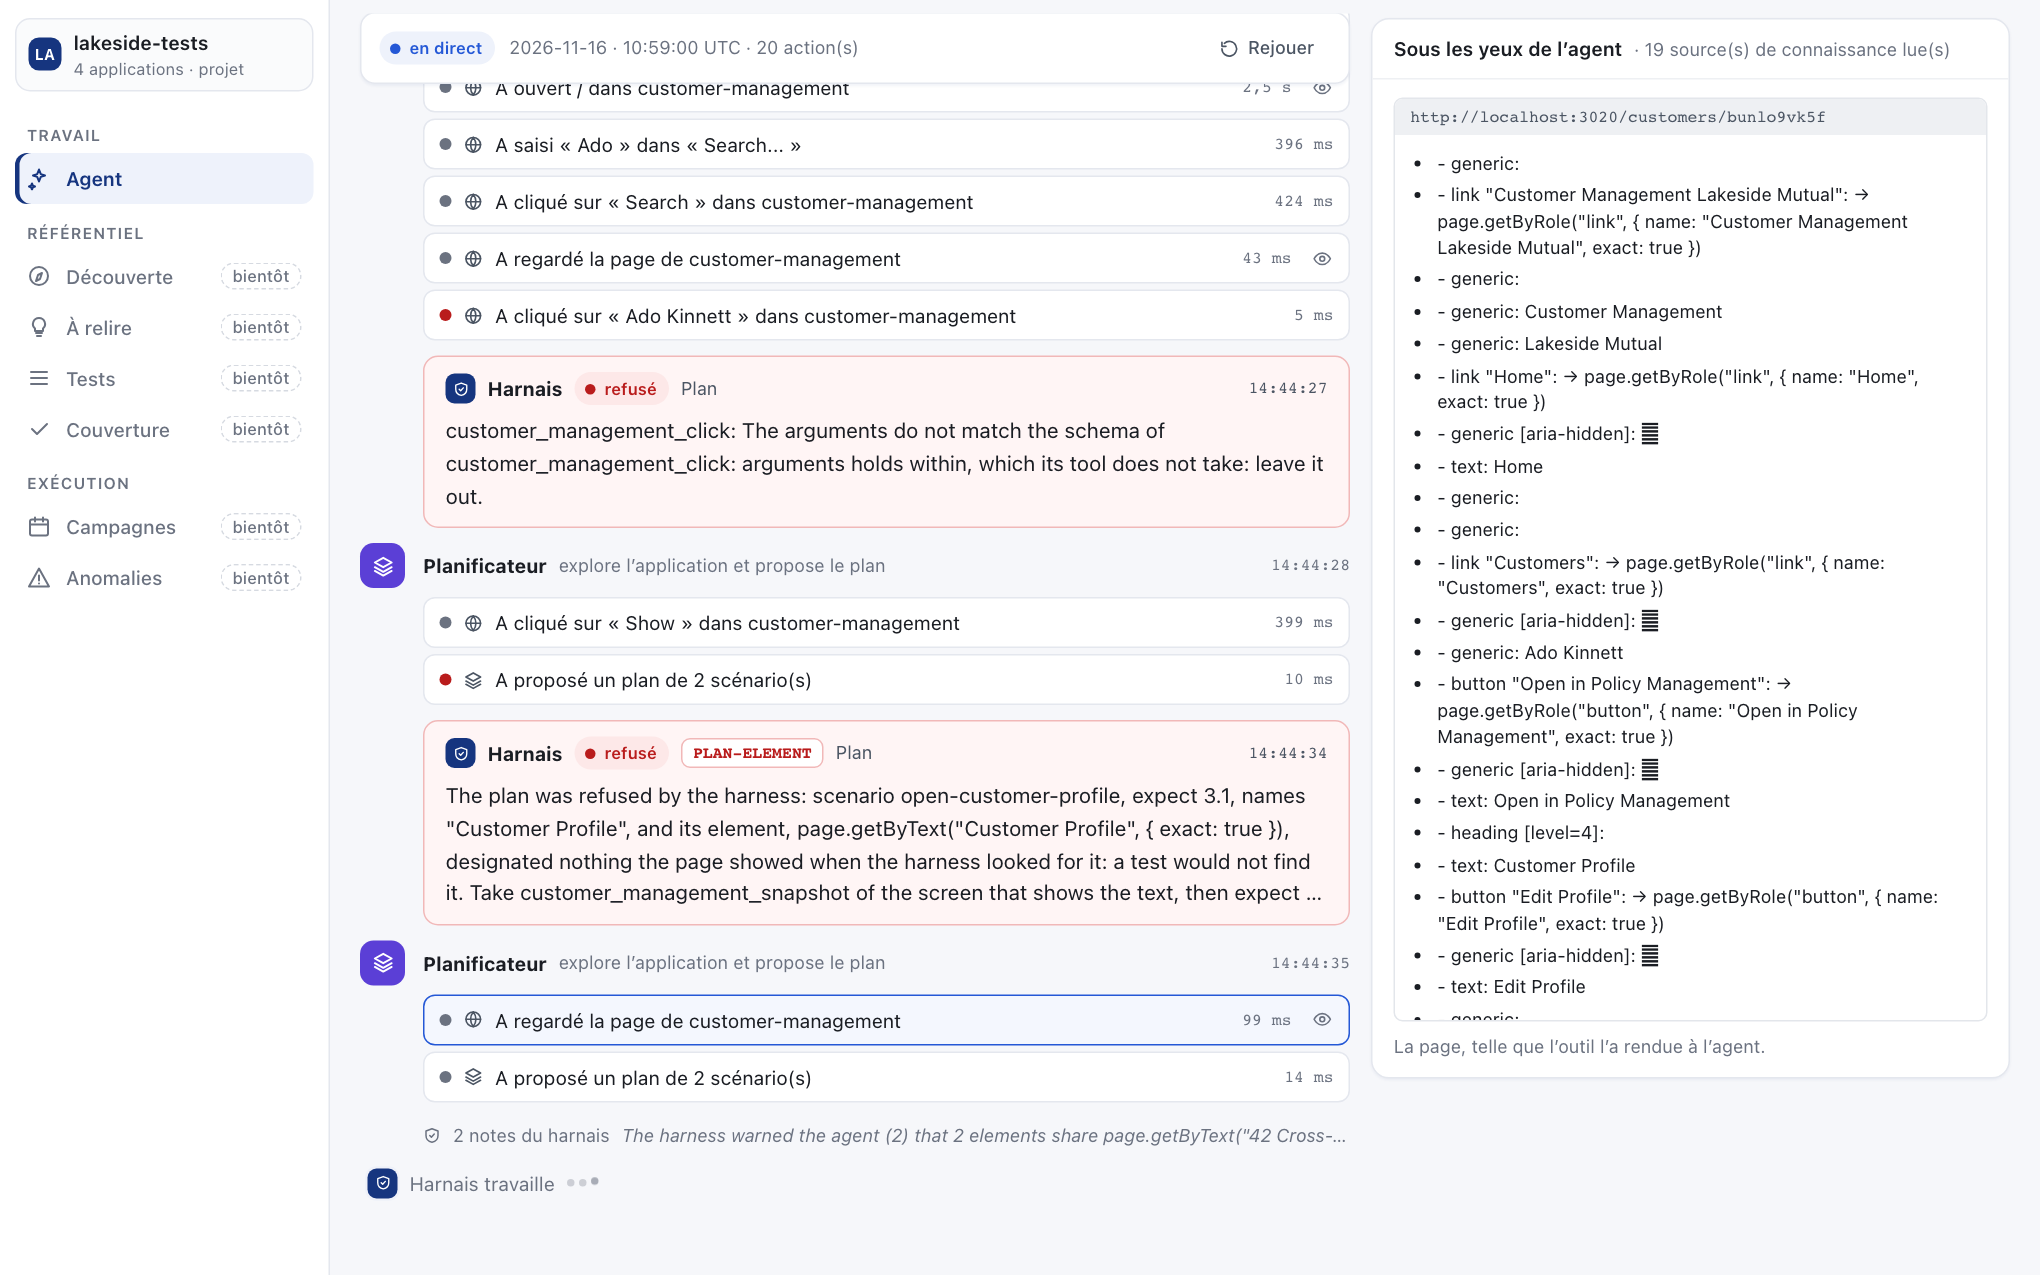 LA
lakeside-tests
4 applications · projet
TRAVAIL
Agent
RÉFÉRENTIEL
Découverte
bientôt
À relire
bientôt
Tests
bientôt
Couverture
bientôt
EXÉCUTION
Campagnes
bientôt
Anomalies
bientôt
en direct
2026-11-16 · 10:59:00 UTC · 20 action(s)
Rejouer
A ouvert / dans customer-management
2,5 s
A saisi « Ado » dans « Search... »
396 ms
A cliqué sur « Search » dans customer-management
424 ms
A regardé la page de customer-management
43 ms
A cliqué sur « Ado Kinnett » dans customer-management
5 ms
Harnais
refusé
Plan
14:44:27
customer_management_click: The arguments do not match the schema of
customer_management_click: arguments holds within, which its tool does not take: leave it
out.
Planificateur
explore l’application et propose le plan
14:44:28
A cliqué sur « Show » dans customer-management
399 ms
A proposé un plan de 2 scénario(s)
10 ms
Harnais
refusé
PLAN-ELEMENT
Plan
14:44:34
The plan was refused by the harness: scenario open-customer-profile, expect 3.1, names
"Customer Profile", and its element, page.getByText("Customer Profile", { exact: true }),
designated nothing the page showed when the harness looked for it: a test would not find
it. Take customer_management_snapshot of the screen that shows the text, then expect ...
Planificateur
explore l’application et propose le plan
14:44:35
A regardé la page de customer-management
99 ms
A proposé un plan de 2 scénario(s)
14 ms
2 notes du harnais
The harness warned the agent (2) that 2 elements share page.getByText("42 Cross-...
Harnais travaille
Sous les yeux de l’agent
· 19 source(s) de connaissance lue(s)
http://localhost:3020/customers/bunlo9vk5f
- generic:
- link "Customer Management Lakeside Mutual": →
page.getByRole("link", { name: "Customer Management
Lakeside Mutual", exact: true })
- generic:
- generic: Customer Management
- generic: Lakeside Mutual
- link "Home": → page.getByRole("link", { name: "Home",
exact: true })
- generic [aria-hidden]:
- text: Home
- generic:
- generic:
- link "Customers": → page.getByRole("link", { name:
"Customers", exact: true })
- generic [aria-hidden]:
- generic: Ado Kinnett
- button "Open in Policy Management": →
page.getByRole("button", { name: "Open in Policy
Management", exact: true })
- generic [aria-hidden]:
- text: Open in Policy Management
- heading [level=4]:
- text: Customer Profile
- button "Edit Profile": → page.getByRole("button", { name:
"Edit Profile", exact: true })
- generic [aria-hidden]:
- text: Edit Profile
- generic:
La page, telle que l’outil l’a rendue à l’agent.